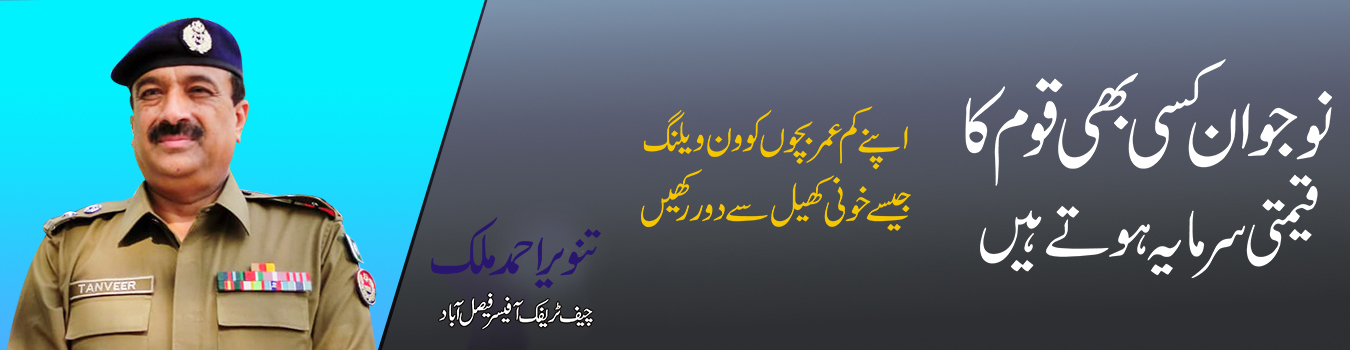 نوجوان کسی بھی قوم کا
قیمتی سرمایہ ہوتے ہیں
اپنے کم عمر بچوں کو ون ویلنگ
جیسے خونی کھیل سے دور رکھیں
تنویر احمد ملک
چیف ٹریفک آفیسر فیصل آباد
TANVEER